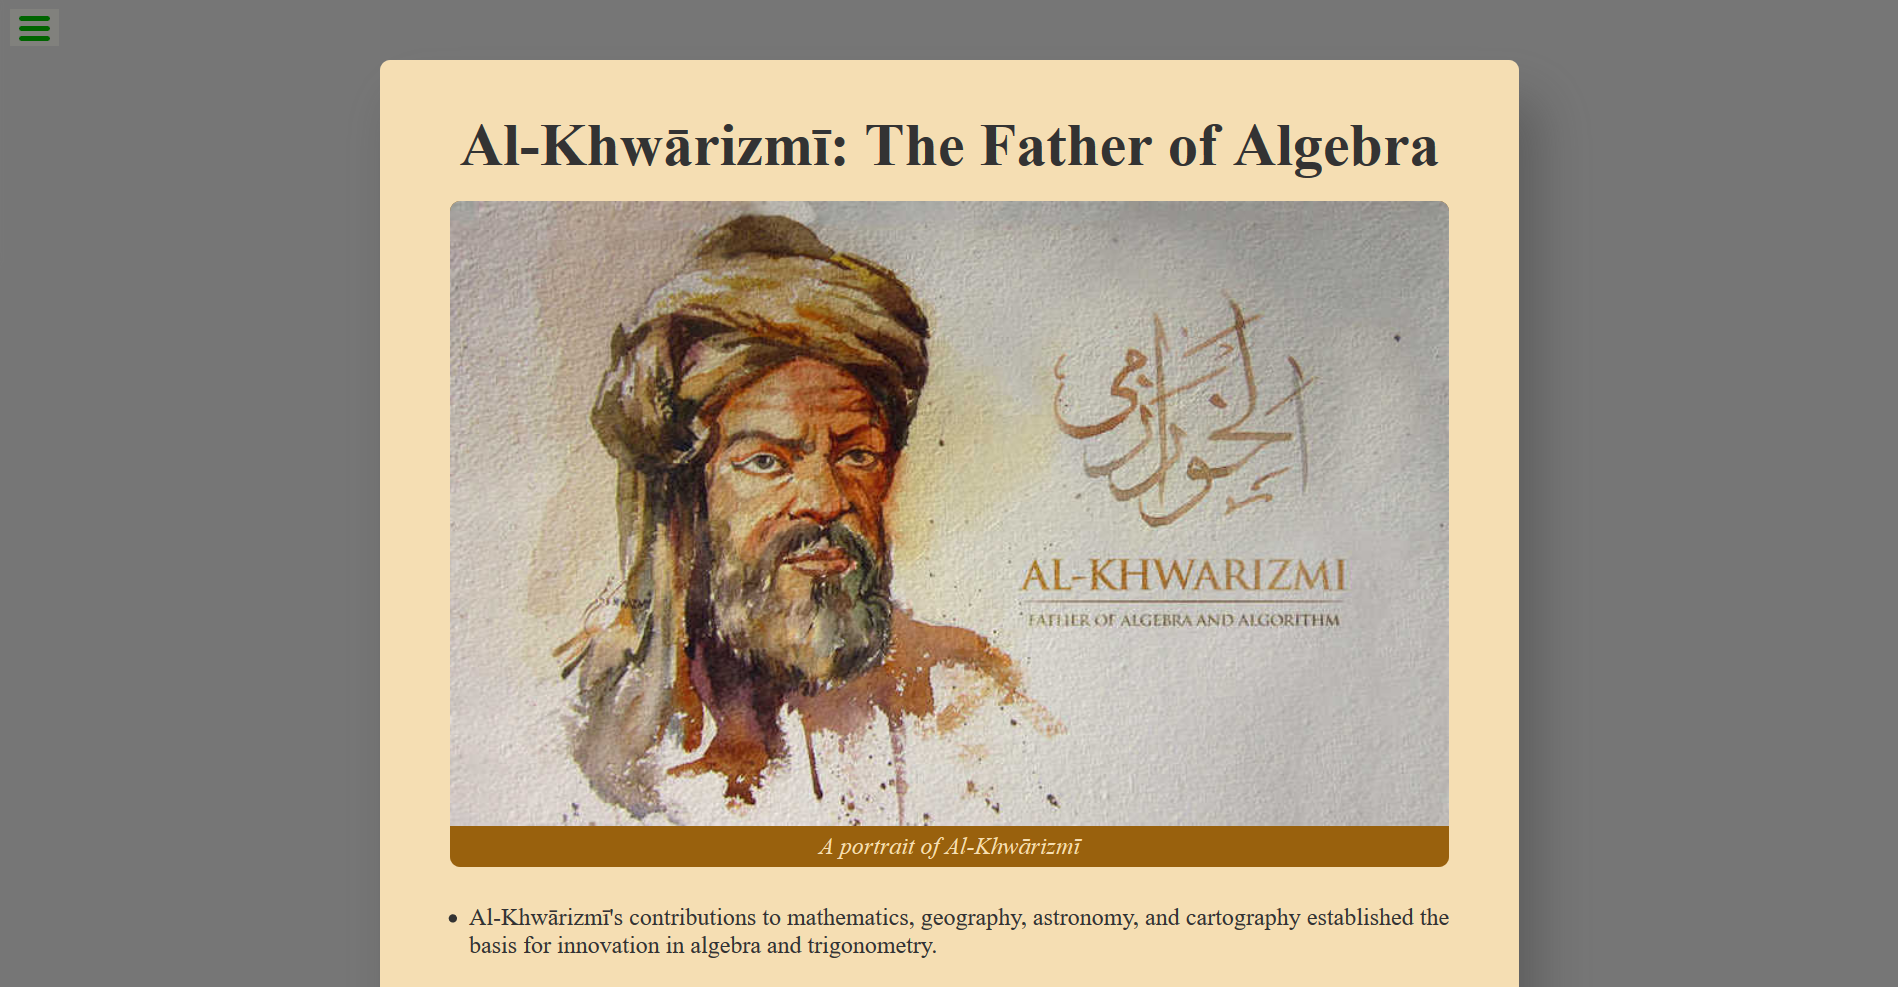 Al-Khwārizmī: The Father of Algebra
الخوارزمي
AL-KHWARIZMI
FATHER OF ALGEBRA AND ALGORITHM
A portrait of Al-Khwārizmī
Al-Khwārizmī's contributions to mathematics, geography, astronomy, and cartography established the
basis for innovation in algebra and trigonometry.